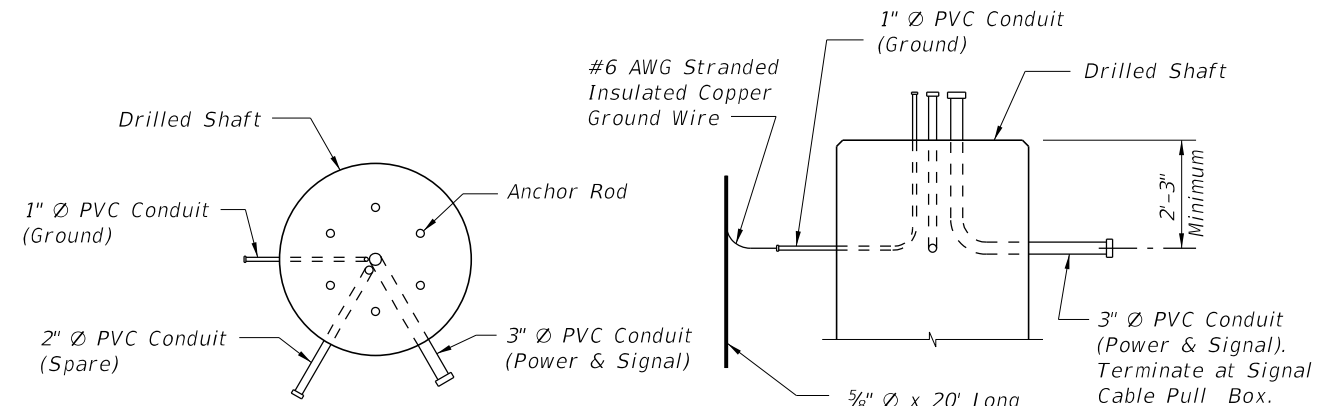 Drilled Shaft
1" Ø PVC Conduit
(Ground)
Anchor Rod
2" Ø PVC Conduit
(Spare)
3" Ø PVC Conduit
(Power & Signal)
1" Ø PVC Conduit
(Ground)
#6 AWG Stranded
Insulated Copper
Ground Wire
Drilled Shaft
2'-3"
Minimum
3" Ø PVC Conduit
(Power & Signal).
Terminate at Signal
Cable Pull Box.
⅝" Ø x 20' Long